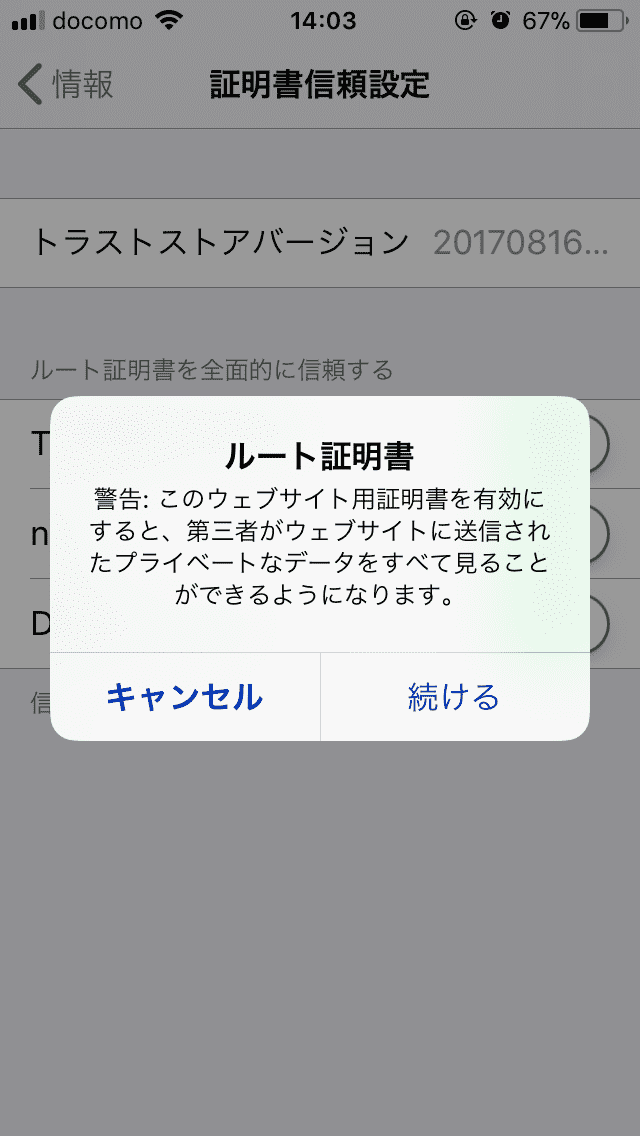 docomo 14:03 67%
情報 証明書信頼設定
トラストストアバージョン 20170816...
ルート証明書を全面的に信頼する
T
n
D
信
ルート証明書
警告: このウェブサイト用証明書を有効に
すると、第三者がウェブサイトに送信され
たプライベートなデータをすべて見ること
ができるようになります。
キャンセル 続ける